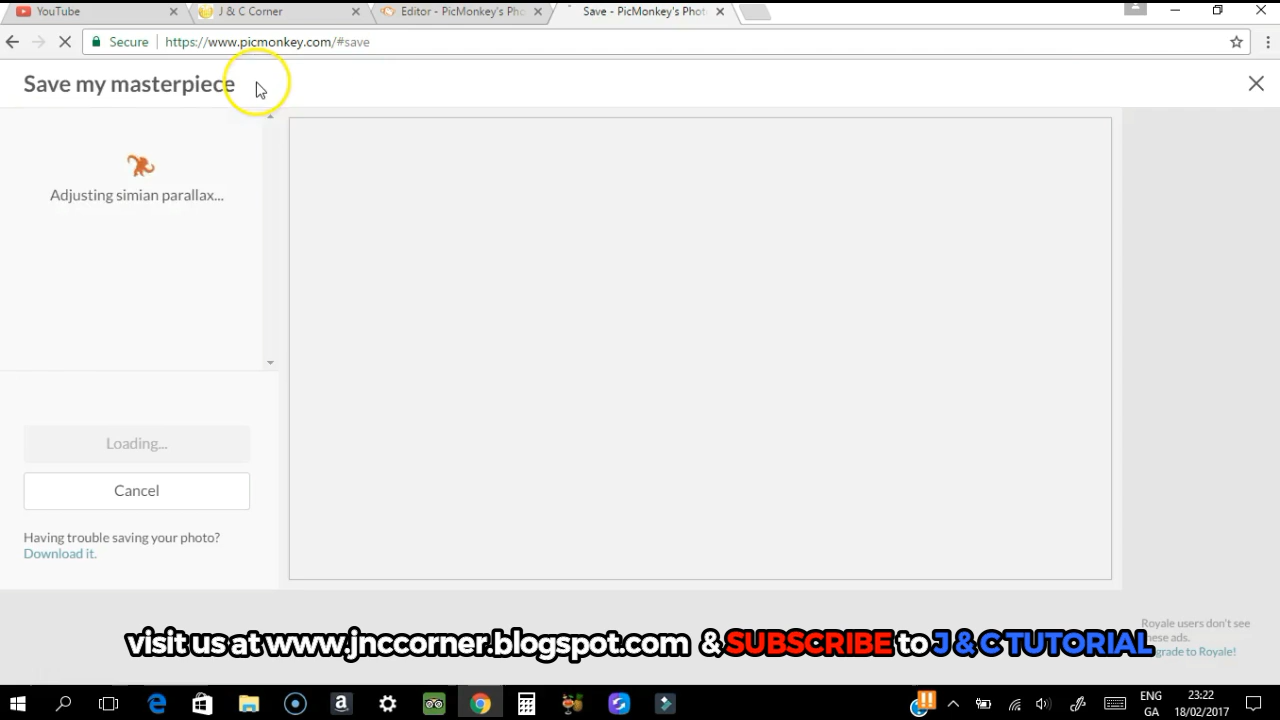 YouTube
J & C Corner
Editor - PicMonkey's Pho
Save - PicMonkey's Phot
Secure
https://www.picmonkey.com/#save
Save my masterpiece
Adjusting simian parallax...
Loading...
Cancel
Having trouble saving your photo?
Download it.
Royale users don't see
these ads.
grade to Royale!
visit us at www.jnccorner.blogspot.com & SUBSCRIBE to J & C TUTORIAL
ENG
GA
23:22
18/02/2017